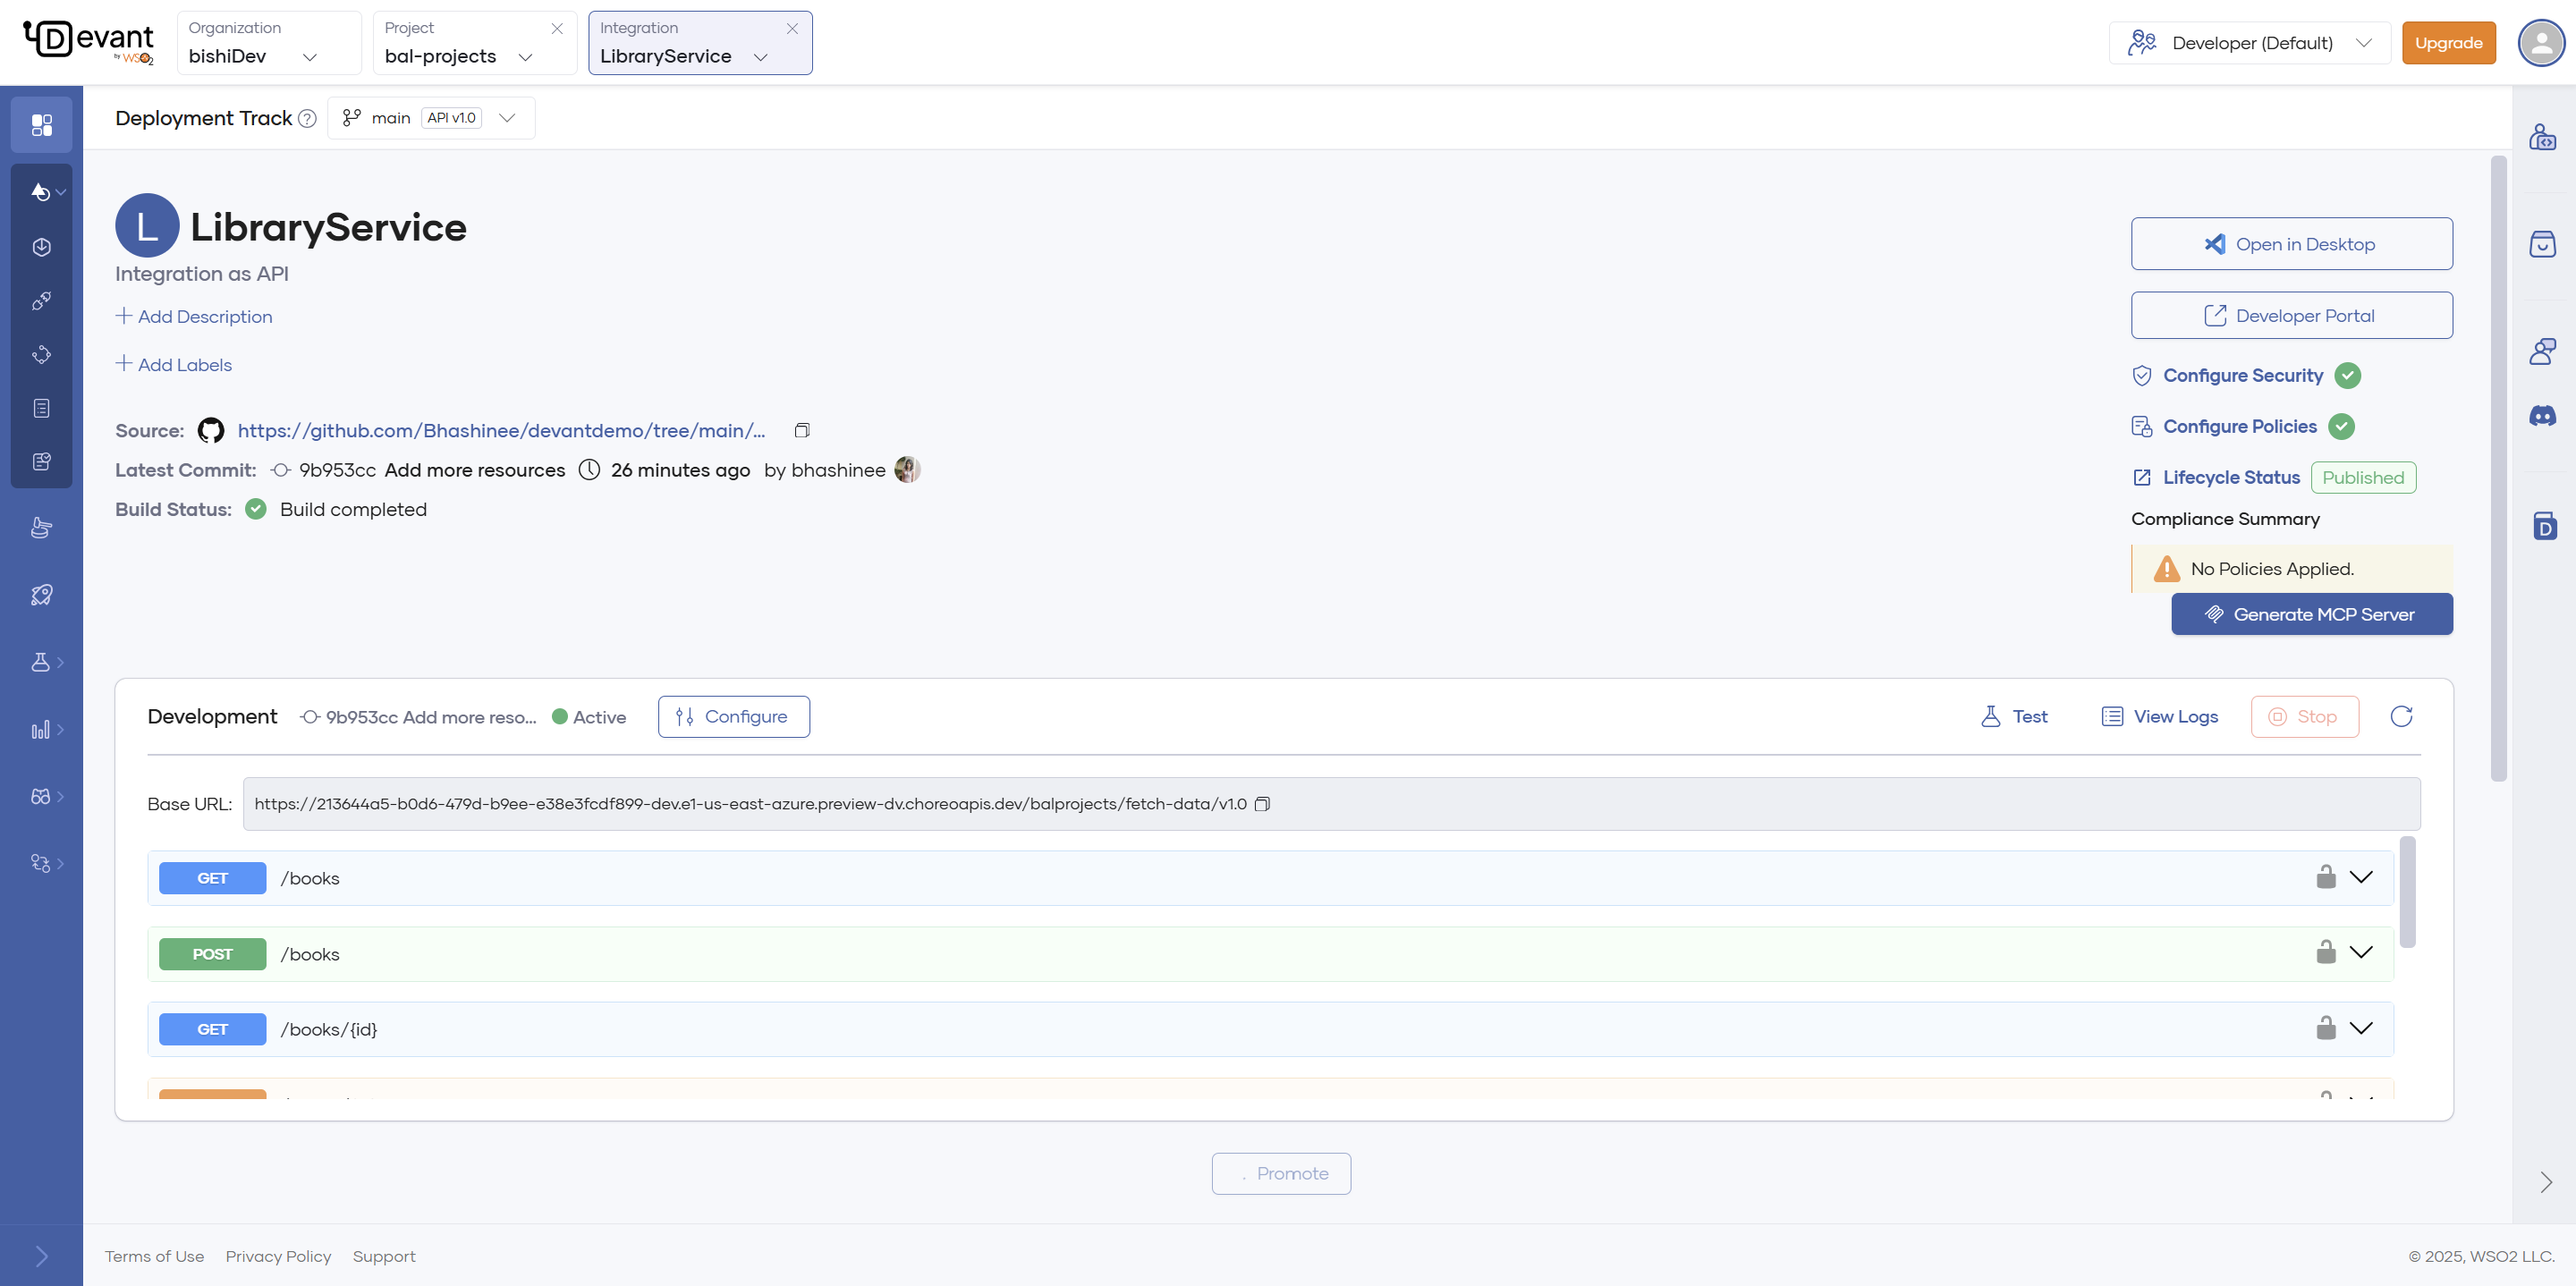 Devant
by WSO2
Organization
bishiDev
Project
bal-projects
Integration
LibraryService
Developer (Default)
Upgrade
Deployment Track
?
main
API v1.0
L
LibraryService
Integration as API
Add Description
Add Labels
Source:
https://github.com/Bhashinee/devantdemo/tree/main/...
Latest Commit: 9b953cc Add more resources 26 minutes ago by bhashinee
Build Status: Build completed
Open in Desktop
Developer Portal
Configure Security
Configure Policies
Lifecycle Status Published
Compliance Summary
No Policies Applied.
Generate MCP Server
D
Development 9b953cc Add more reso... Active Configure
Test View Logs Stop
Base URL: https://213644a5-b0d6-479d-b9ee-e38e3fcdf899-dev.e1-us-east-azure.preview-dv.choreoapis.dev/balprojects/fetch-data/v1.0
GET /books
POST /books
GET /books/{id}
Promote
Terms of Use Privacy Policy Support
© 2025, WSO2 LLC.